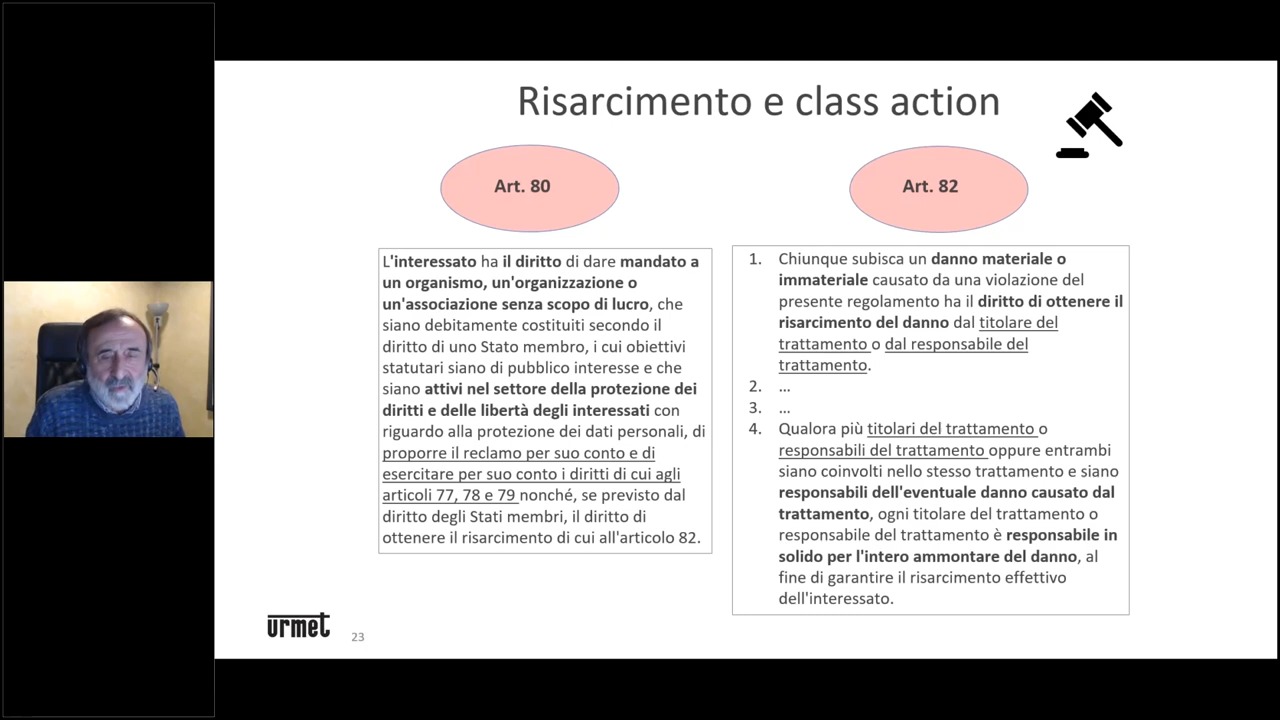 Risarcimento e class action
Art. 80
L'interessato ha il diritto di dare mandato a
un organismo, un'organizzazione o
un'associazione senza scopo di lucro, che
siano debitamente costituiti secondo il
diritto di uno Stato membro, i cui obiettivi
statutari siano di pubblico interesse e che
siano attivi nel settore della protezione dei
diritti e delle libertà degli interessati con
riguardo alla protezione dei dati personali, di
proporre il reclamo per suo conto e di
esercitare per suo conto i diritti di cui agli
articoli 77, 78 e 79 nonché, se previsto dal
diritto degli Stati membri, il diritto di
ottenere il risarcimento di cui all'articolo 82.
Art. 82
1. Chiunque subisca un danno materiale o
immateriale causato da una violazione del
presente regolamento ha il diritto di ottenere il
risarcimento del danno dal titolare del
trattamento o dal responsabile del
trattamento.
2. ...
3. ...
4. Qualora più titolari del trattamento o
responsabili del trattamento oppure entrambi
siano coinvolti nello stesso trattamento e siano
responsabili dell'eventuale danno causato dal
trattamento, ogni titolare del trattamento o
responsabile del trattamento è responsabile in
solido per l'intero ammontare del danno, al
fine di garantire il risarcimento effettivo
dell'interessato.
urmet
23